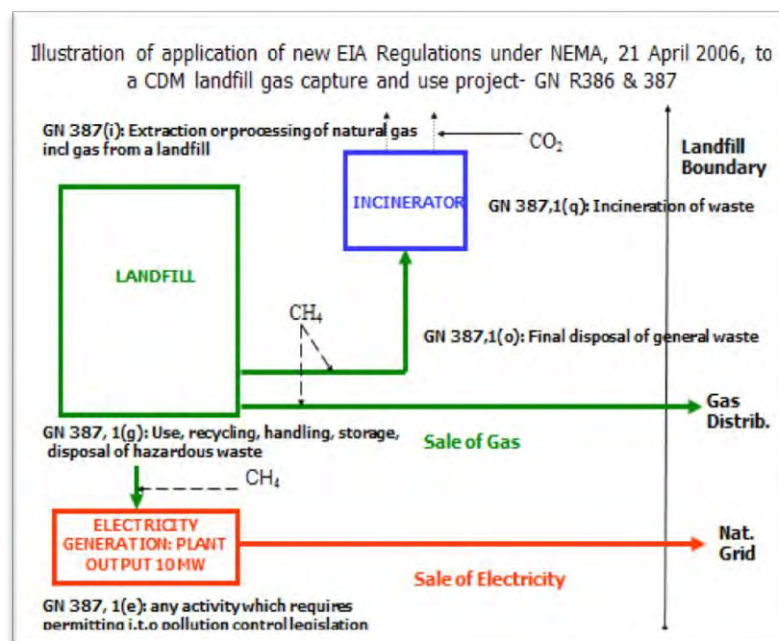 Illustration of application of new EIA Regulations under NEMA, 21 April 2006, to
a CDM landfill gas capture and use project- GN R386 & 387
GN 387(i): Extraction or processing of natural gas
incl gas from a landfill
CO₂
Landfill
Boundary
INCINERATOR
GN 387,1(q): Incineration of waste
LANDFILL
CH₄
GN 387,1(o): Final disposal of general waste
Gas
Distrib.
GN 387, 1(g): Use, recycling, handling, storage,
disposal of hazardous waste
Sale of Gas
CH₄
ELECTRICITY
GENERATION: PLANT
OUTPUT 10 MW
Nat.
Grid
Sale of Electricity
GN 387, 1(e): any activity which requires
permitting i.t.o pollution control legislation